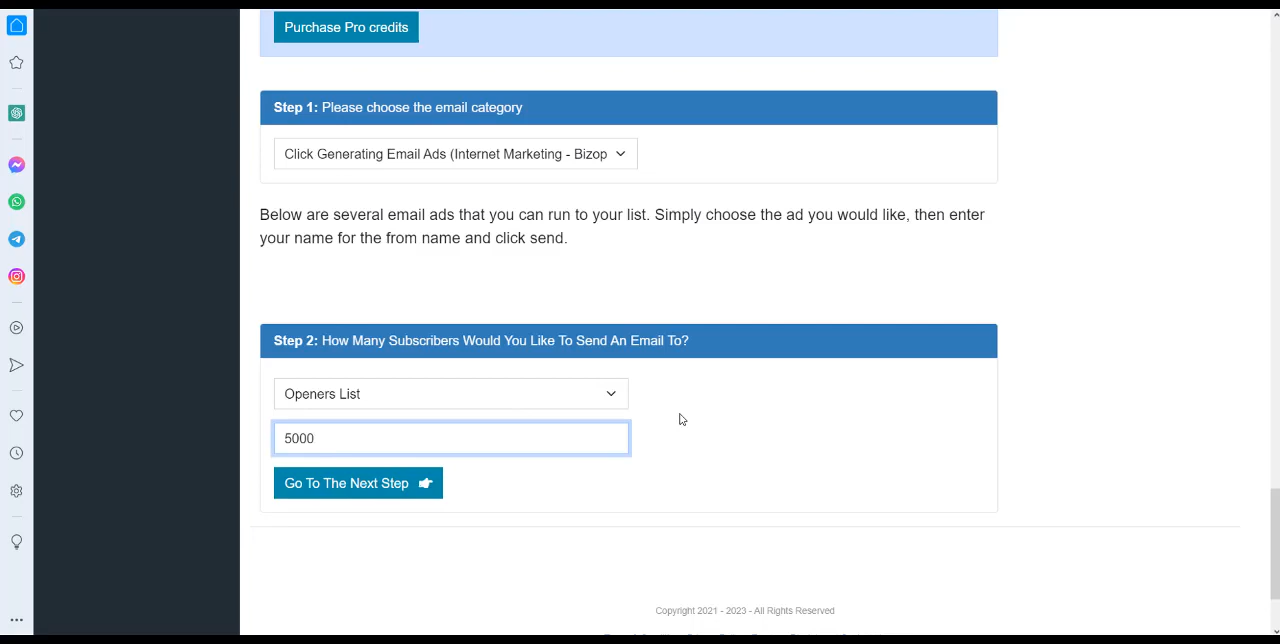 Purchase Pro credits
Step 1: Please choose the email category
Click Generating Email Ads (Internet Marketing - Bizop
Below are several email ads that you can run to your list. Simply choose the ad you would like, then enter
your name for the from name and click send.
Step 2: How Many Subscribers Would You Like To Send An Email To?
Openers List
5000
Go To The Next Step
Copyright 2021 - 2023 - All Rights Reserved